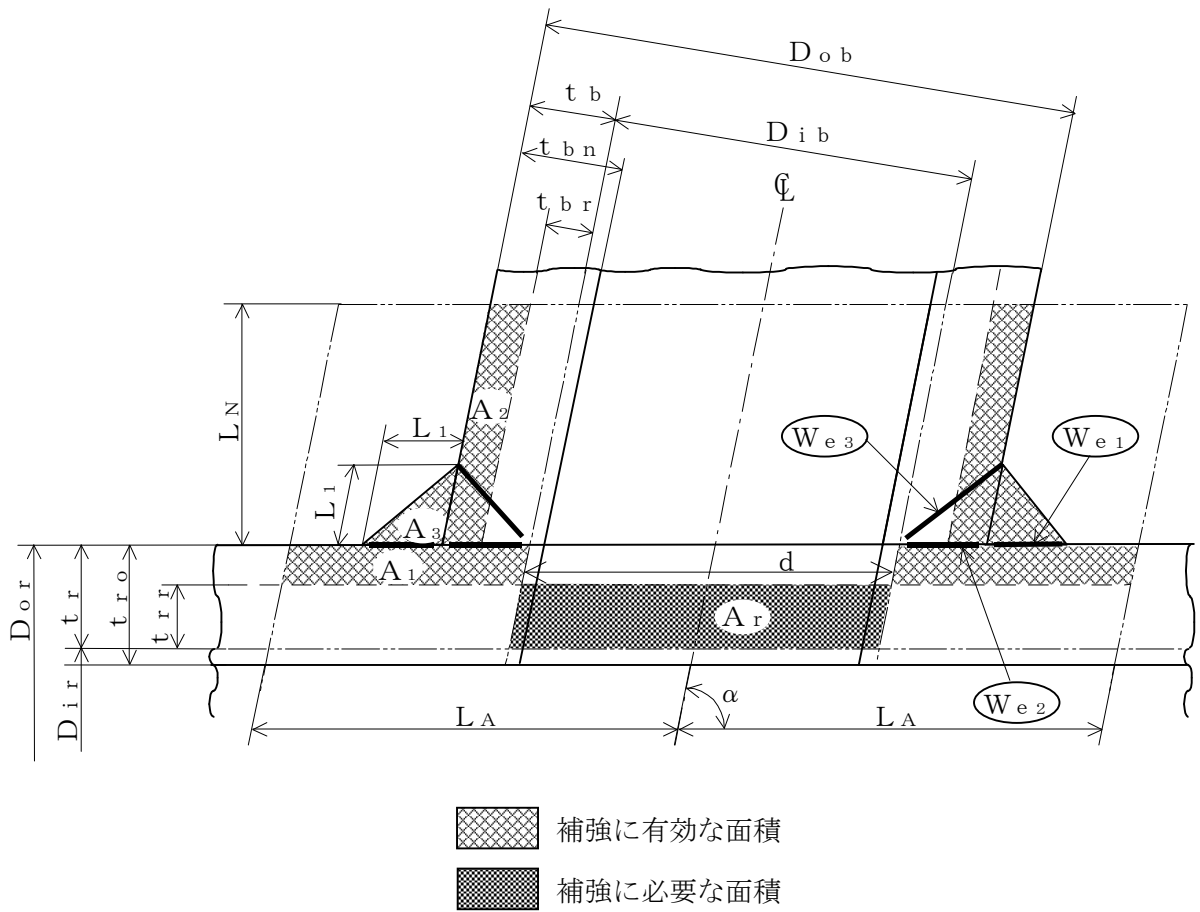 Dob
tb
Dib
tbn
℄
tbr
LN
A2
L1
We3
We1
L1
A3
A1
d
Dor
tr
tro
trr
Ar
Dir
α
We2
LA
LA
補強に有効な面積
補強に必要な面積